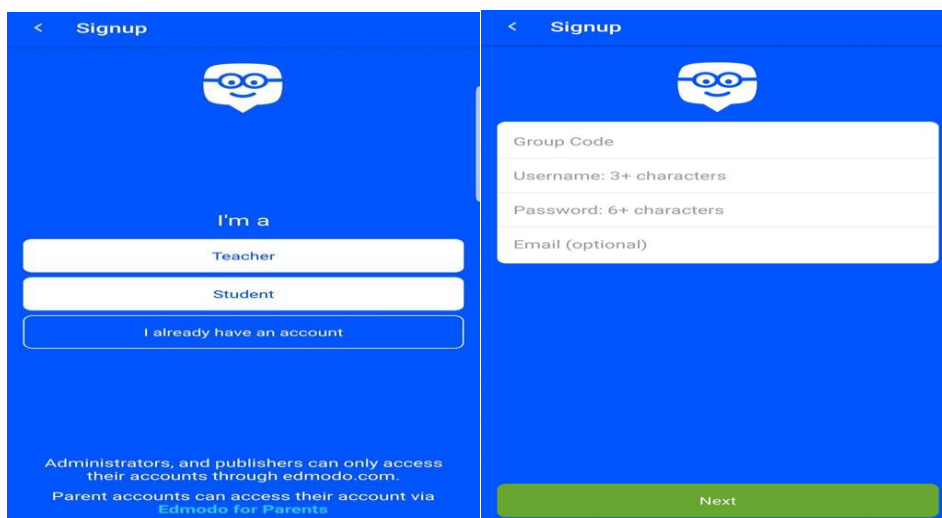 < Signup
I'm a
Teacher
Student
I already have an account
Administrators, and publishers can only access
their accounts through edmodo.com.
Parent accounts can access their account via
Edmodo for Parents
< Signup
Group Code
Username: 3+ characters
Password: 6+ characters
Email (optional)
Next